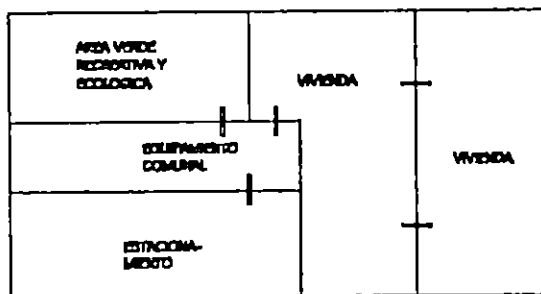 AREA VERDE
RECREATIVA Y
ECOLOGICA
VIVIENDA
EQUIPAMIENTO
COMUNAL
VIVIENDA
ESTACIONA-
MIENTO